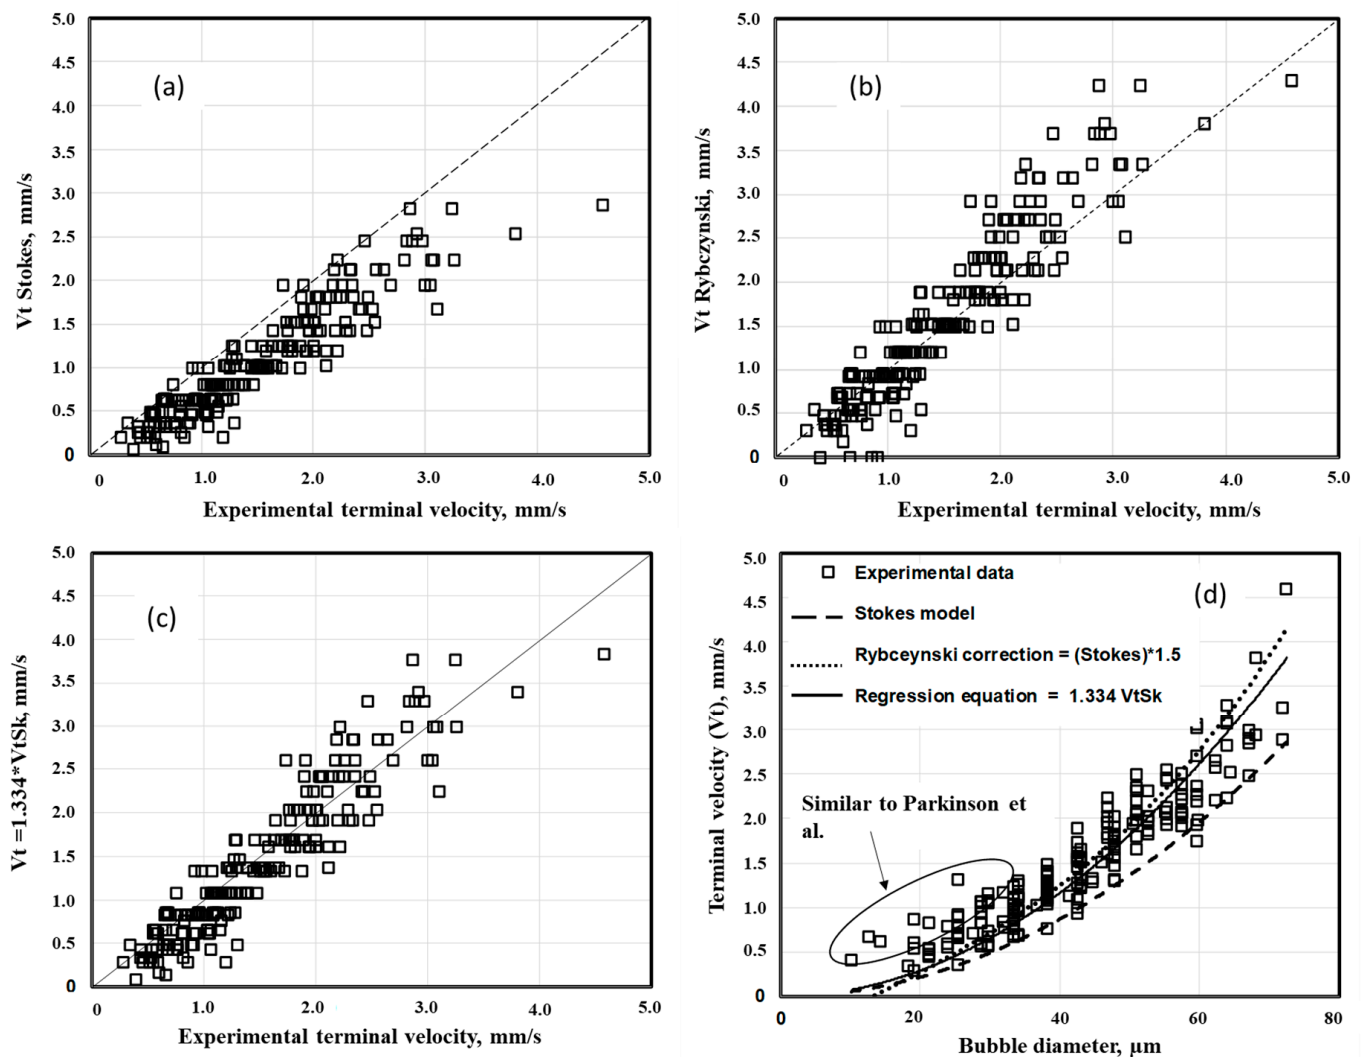 (a)
Vt Stokes, mm/s
5.0
4.5
4.0
3.5
3.0
2.5
2.0
1.5
1.0
0.5
0
0 1.0 2.0 3.0 4.0 5.0
Experimental terminal velocity, mm/s
(b)
Vt Rybczynski, mm/s
5.0
4.5
4.0
3.5
3.0
2.5
2.0
1.5
1.0
0.5
0
0 1.0 2.0 3.0 4.0 5.0
Experimental terminal velocity, mm/s
(c)
Vt =1.334*VtSk, mm/s
5.0
4.5
4.0
3.5
3.0
2.5
2.0
1.5
1.0
0.5
0
0 1.0 2.0 3.0 4.0 5.0
Experimental terminal velocity, mm/s
(d)
Terminal velocity (Vt), mm/s
5.0
4.5
4.0
3.5
3.0
2.5
2.0
1.5
1.0
0.5
0
Experimental data
Stokes model
Rybceynski correction = (Stokes)*1.5
Regression equation = 1.334 VtSk
Similar to Parkinson et
al.
0 20 40 60 80
Bubble diameter, µm